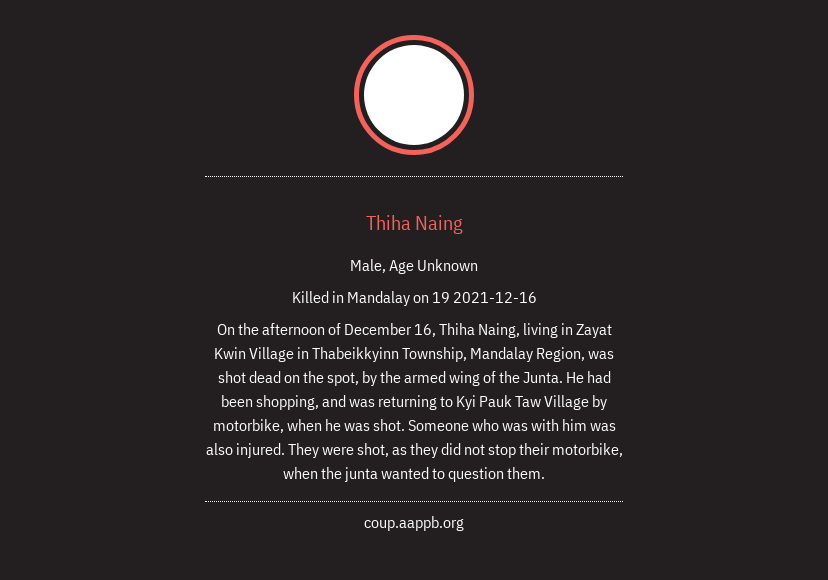 Thiha Naing
Male, Age Unknown
Killed in Mandalay on 19 2021-12-16
On the afternoon of December 16, Thiha Naing, living in Zayat
Kwin Village in Thabeikkyinn Township, Mandalay Region, was
shot dead on the spot, by the armed wing of the Junta. He had
been shopping, and was returning to Kyi Pauk Taw Village by
motorbike, when he was shot. Someone who was with him was
also injured. They were shot, as they did not stop their motorbike,
when the junta wanted to question them.
coup.aappb.org